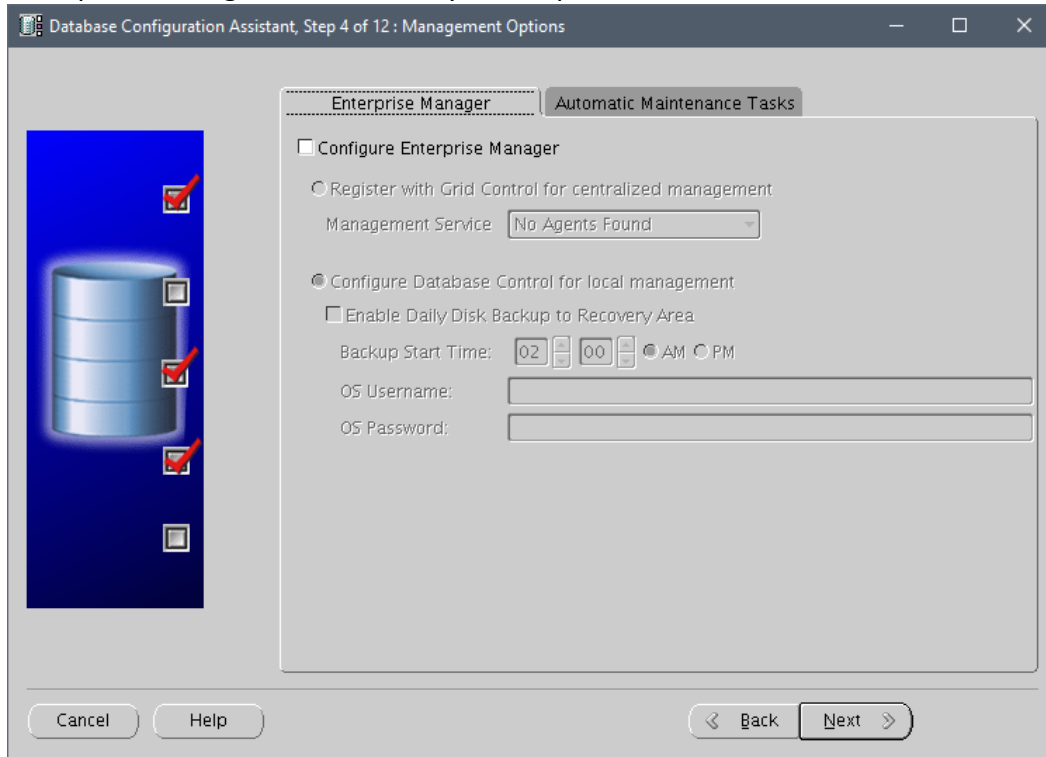 Database Configuration Assistant, Step 4 of 12 : Management Options
Enterprise Manager Automatic Maintenance Tasks
Configure Enterprise Manager
Register with Grid Control for centralized management
Management Service No Agents Found
Configure Database Control for local management
Enable Daily Disk Backup to Recovery Area
Backup Start Time: 02 00 AM PM
OS Username:
OS Password:
Cancel Help Back Next